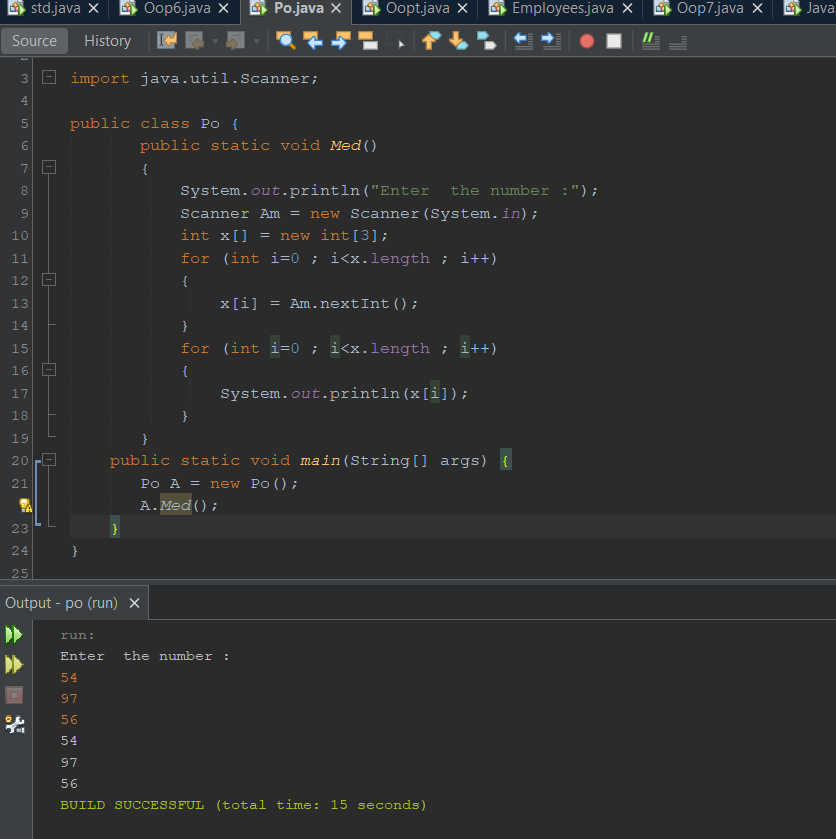 std.java × Oop6.java × Po.java × Oopt.java × Employees.java × Oop7.java × Java
Source History
3 import java.util.Scanner;
4
5 public class Po {
6 public static void Med()
7 {
8 System.out.println("Enter  the number :");
9 Scanner Am = new Scanner(System.in);
10 int x[] = new int[3];
11 for (int i=0 ; i<x.length ; i++)
12 {
13 x[i] = Am.nextInt();
14 }
15 for (int i=0 ; i<x.length ; i++)
16 {
17 System.out.println(x[i]);
18 }
19 }
20 public static void main(String[] args) {
21 Po A = new Po();
A.Med();
23 }
24 }
25
Output - po (run) ×
run:
Enter  the number :
54
97
56
54
97
56
BUILD SUCCESSFUL (total time: 15 seconds)